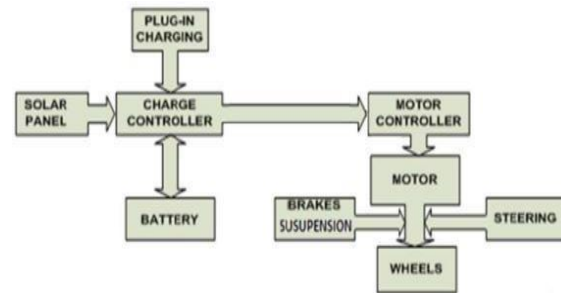 PLUG-IN
CHARGING
SOLAR
PANEL
CHARGE
CONTROLLER
MOTOR
CONTROLLER
MOTOR
BATTERY
BRAKES
SUSUPENSION
STEERING
WHEELS